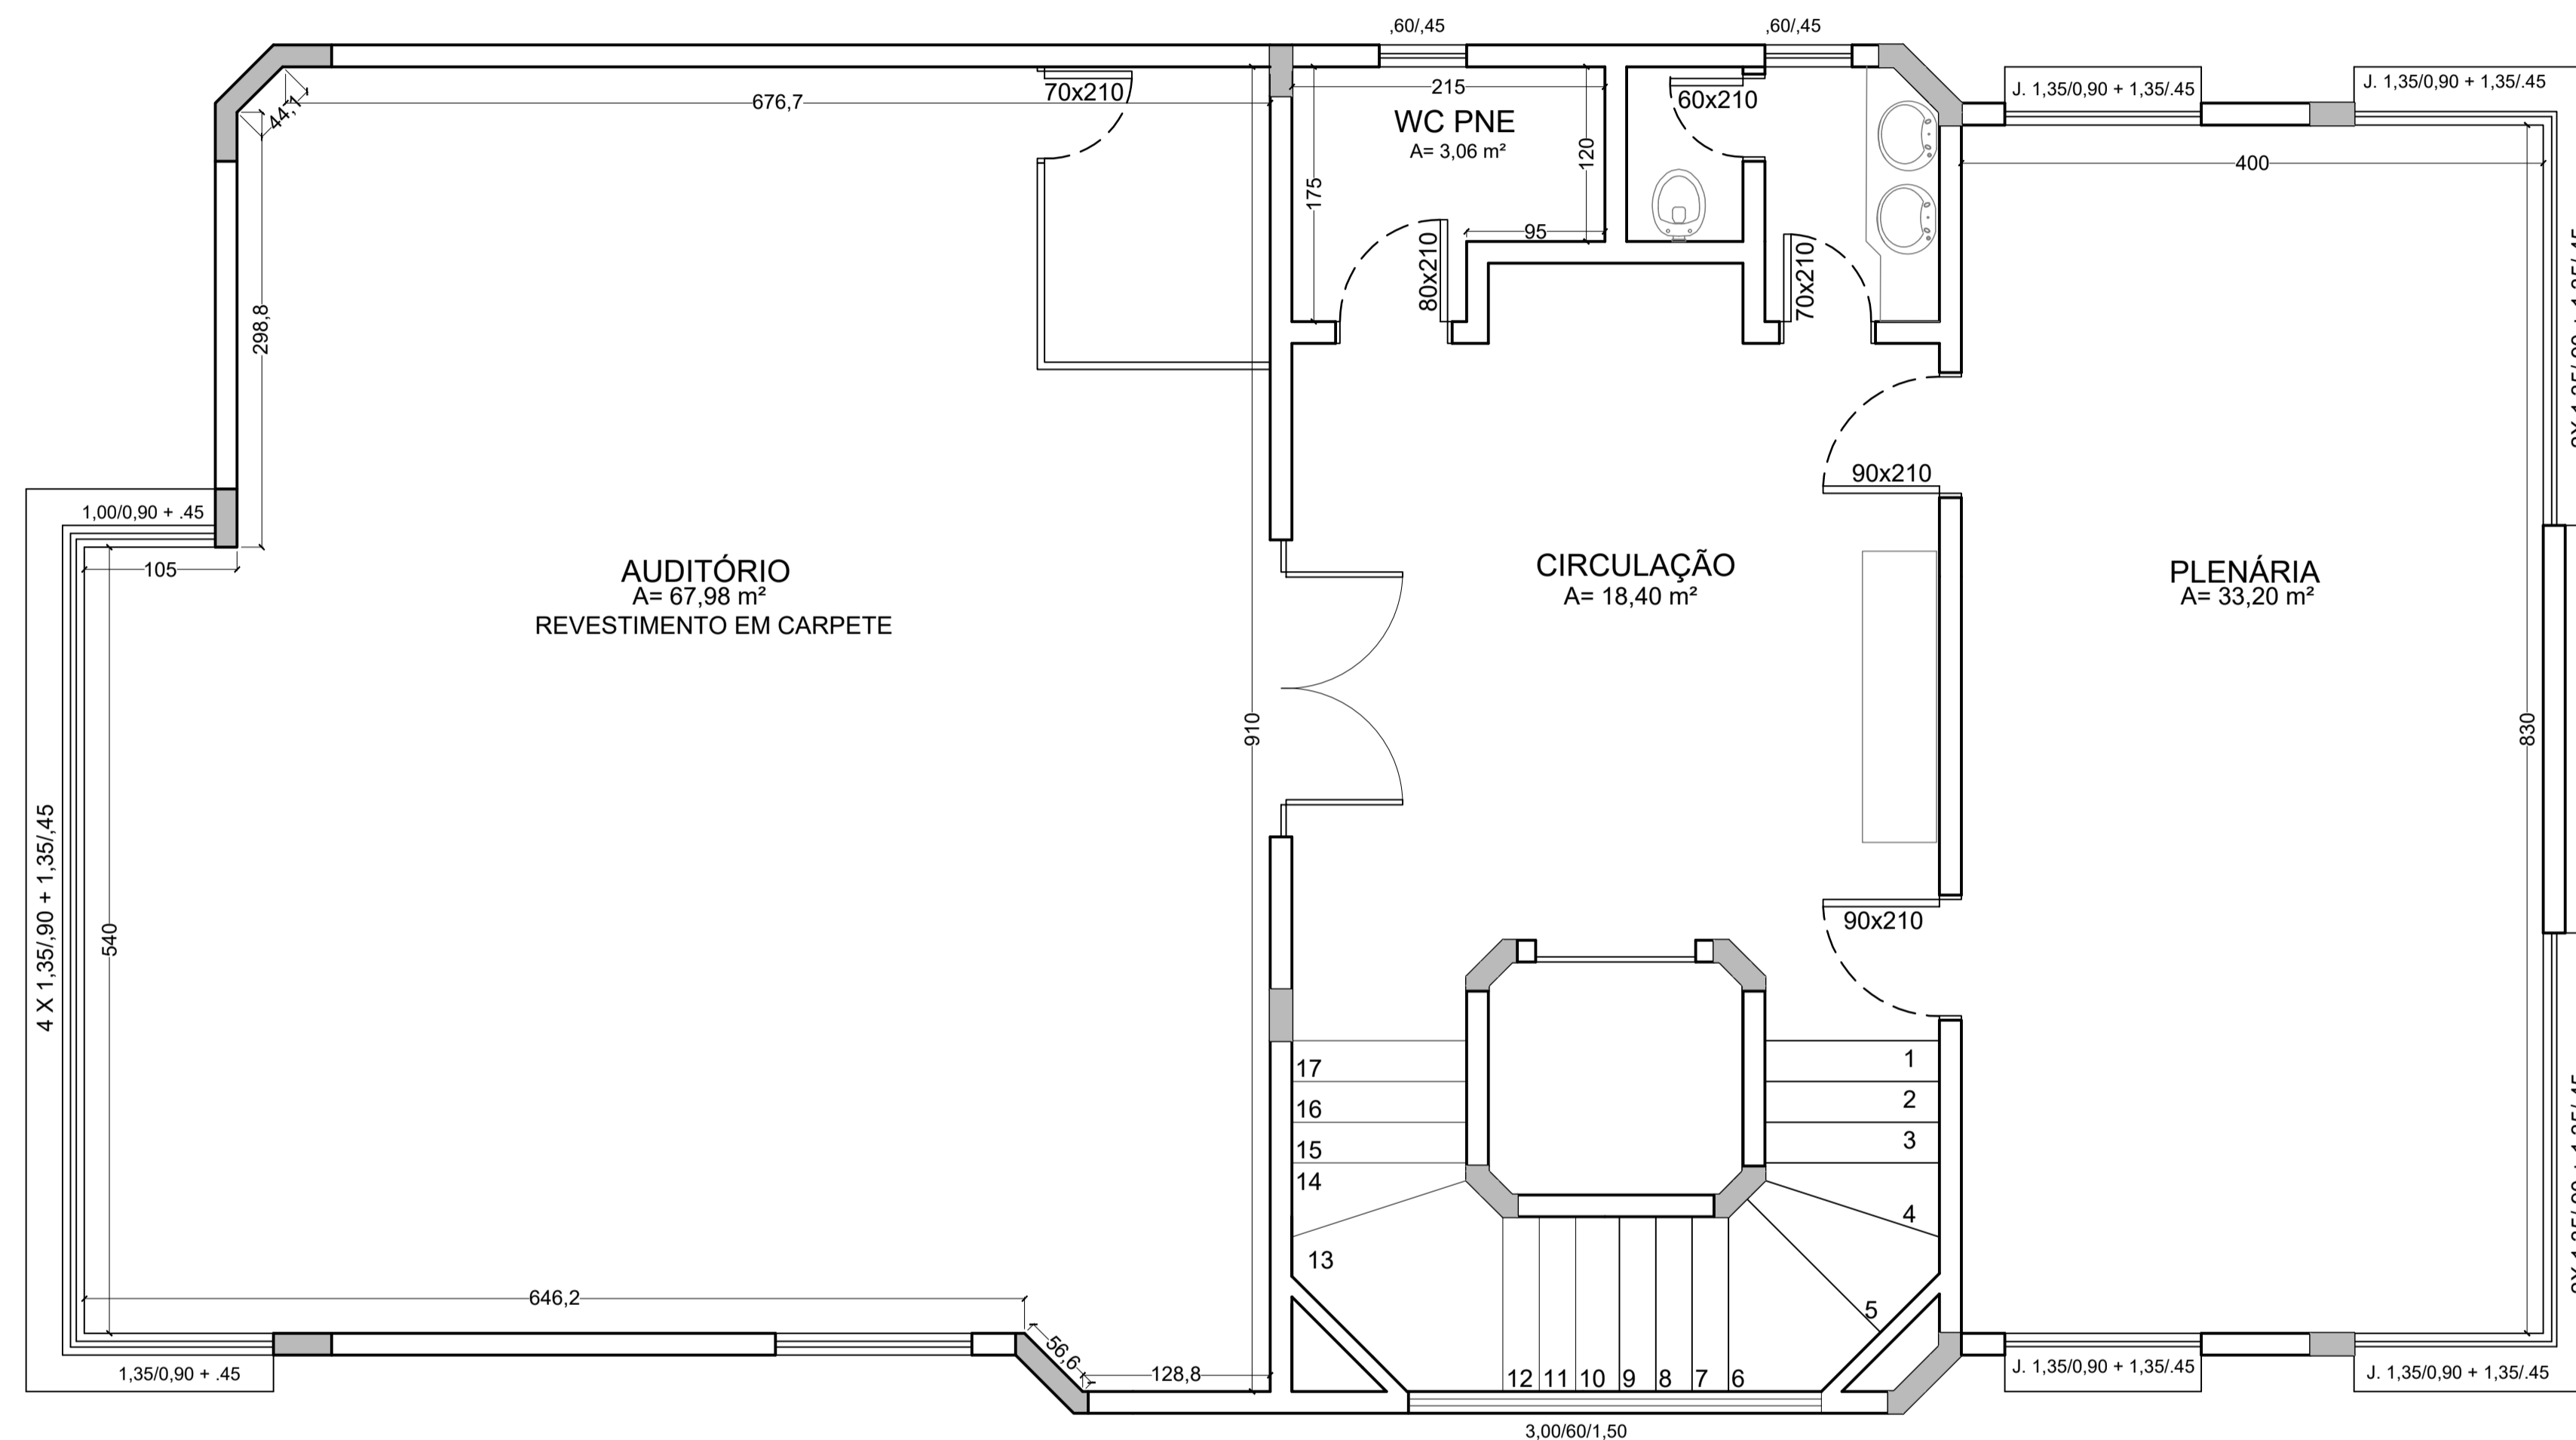 ,60/,45
,60/,45
J. 1,35/0,90 + 1,35/.45
J. 1,35/0,90 + 1,35/.45
44,1
676,7
70x210
215
WC PNE
A= 3,06 m²
175
120
95
80x210
60x210
70x210
400
298,8
1,00/0,90 + .45
105
AUDITÓRIO
A= 67,98 m²
REVESTIMENTO EM CARPETE
CIRCULAÇÃO
A= 18,40 m²
90x210
PLENÁRIA
A= 33,20 m²
910
830
4 X 1,35/,90 + 1,35/,45
540
90x210
17
16
15
14
13
1
2
3
4
5
12
11
10
9
8
7
6
646,2
56,6
128,8
1,35/0,90 + .45
J. 1,35/0,90 + 1,35/.45
J. 1,35/0,90 + 1,35/.45
3,00/60/1,50